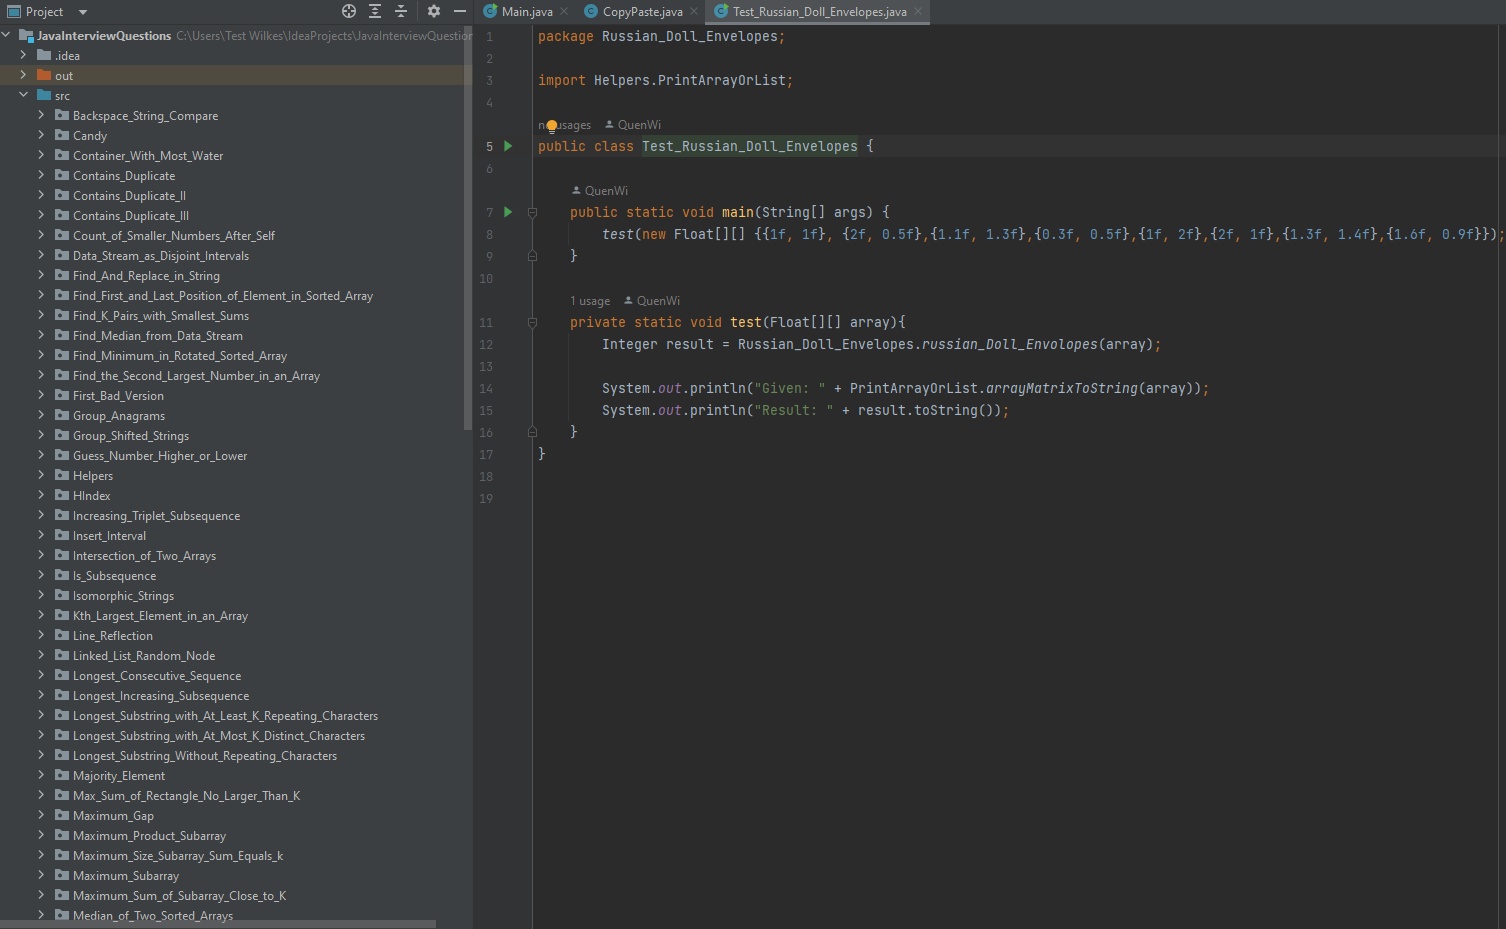 Project
JavaInterviewQuestions C:\Users\Test Wilkes\IdeaProjects\JavaInterviewQuestion
.idea
out
src
Backspace_String_Compare
Candy
Container_With_Most_Water
Contains_Duplicate
Contains_Duplicate_II
Contains_Duplicate_III
Count_of_Smaller_Numbers_After_Self
Data_Stream_as_Disjoint_Intervals
Find_And_Replace_in_String
Find_First_and_Last_Position_of_Element_in_Sorted_Array
Find_K_Pairs_with_Smallest_Sums
Find_Median_from_Data_Stream
Find_Minimum_in_Rotated_Sorted_Array
Find_the_Second_Largest_Number_in_an_Array
First_Bad_Version
Group_Anagrams
Group_Shifted_Strings
Guess_Number_Higher_or_Lower
Helpers
HIndex
Increasing_Triplet_Subsequence
Insert_Interval
Intersection_of_Two_Arrays
Is_Subsequence
Isomorphic_Strings
Kth_Largest_Element_in_an_Array
Line_Reflection
Linked_List_Random_Node
Longest_Consecutive_Sequence
Longest_Increasing_Subsequence
Longest_Substring_with_At_Least_K_Repeating_Characters
Longest_Substring_with_At_Most_K_Distinct_Characters
Longest_Substring_Without_Repeating_Characters
Majority_Element
Max_Sum_of_Rectangle_No_Larger_Than_K
Maximum_Gap
Maximum_Product_Subarray
Maximum_Size_Subarray_Sum_Equals_k
Maximum_Subarray
Maximum_Sum_of_Subarray_Close_to_K
Median_of_Two_Sorted_Arrays
Main.java CopyPaste.java Test_Russian_Doll_Envelopes.java
1 package Russian_Doll_Envelopes;
2
3 import Helpers.PrintArrayOrList;
4
usages QuenWi
5 public class Test_Russian_Doll_Envelopes {
6
QuenWi
7 public static void main(String[] args) {
8 test(new Float[][] {{1f, 1f}, {2f, 0.5f},{1.1f, 1.3f},{0.3f, 0.5f},{1f, 2f},{2f, 1f},{1.3f, 1.4f},{1.6f, 0.9f}});
9 }
10
1 usage QuenWi
11 private static void test(Float[][] array){
12 Integer result = Russian_Doll_Envelopes.russian_Doll_Envolopes(array);
13
14 System.out.println("Given: " + PrintArrayOrList.arrayMatrixToString(array));
15 System.out.println("Result: " + result.toString());
16 }
17 }
18
19